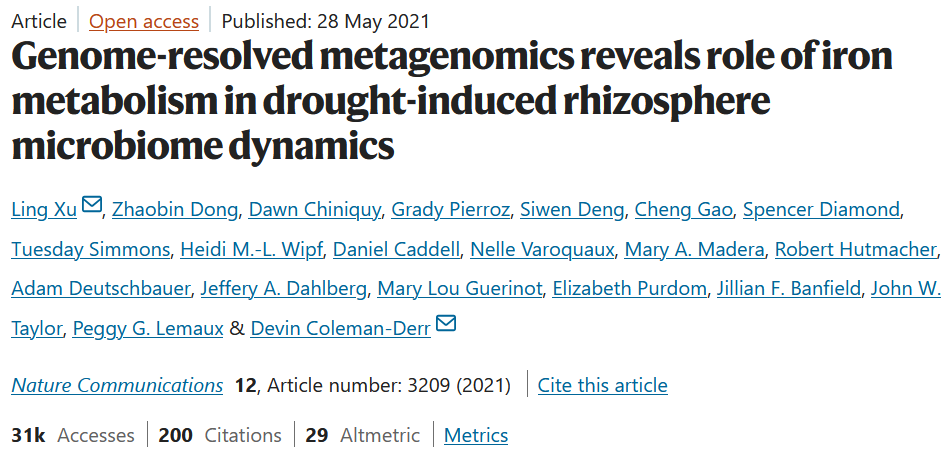 Article | Open access | Published: 28 May 2021
Genome-resolved metagenomics reveals role of iron
metabolism in drought-induced rhizosphere
microbiome dynamics
Ling Xu, Zhaobin Dong, Dawn Chiniquy, Grady Pierroz, Siwen Deng, Cheng Gao, Spencer Diamond,
Tuesday Simmons, Heidi M.-L. Wipf, Daniel Caddell, Nelle Varoquaux, Mary A. Madera, Robert Hutmacher,
Adam Deutschbauer, Jeffery A. Dahlberg, Mary Lou Guerinot, Elizabeth Purdom, Jillian F. Banfield, John W.
Taylor, Peggy G. Lemaux & Devin Coleman-Derr
Nature Communications 12, Article number: 3209 (2021) | Cite this article
31k Accesses | 200 Citations | 29 Altmetric | Metrics